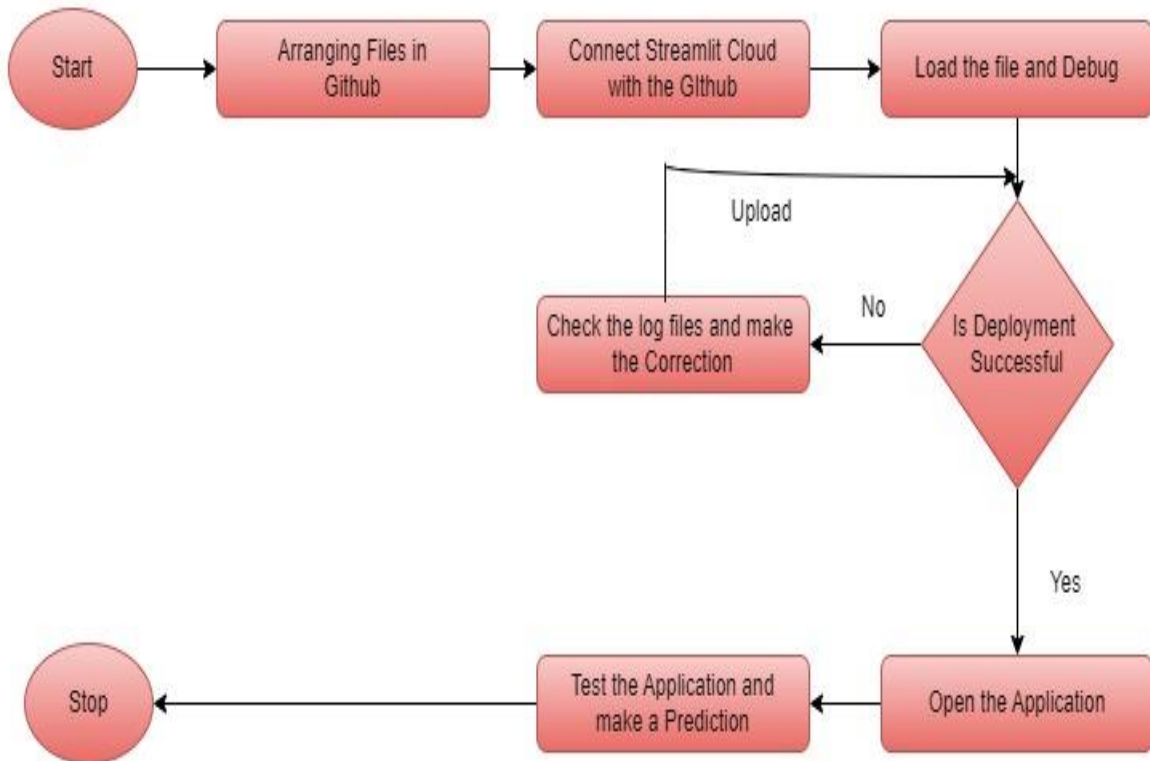 Start
Arranging Files in
Github
Connect Streamlit Cloud
with the GIthub
Load the file and Debug
Upload
No
Check the log files and make
the Correction
Is Deployment
Successful
Yes
Stop
Test the Application and
make a Prediction
Open the Application